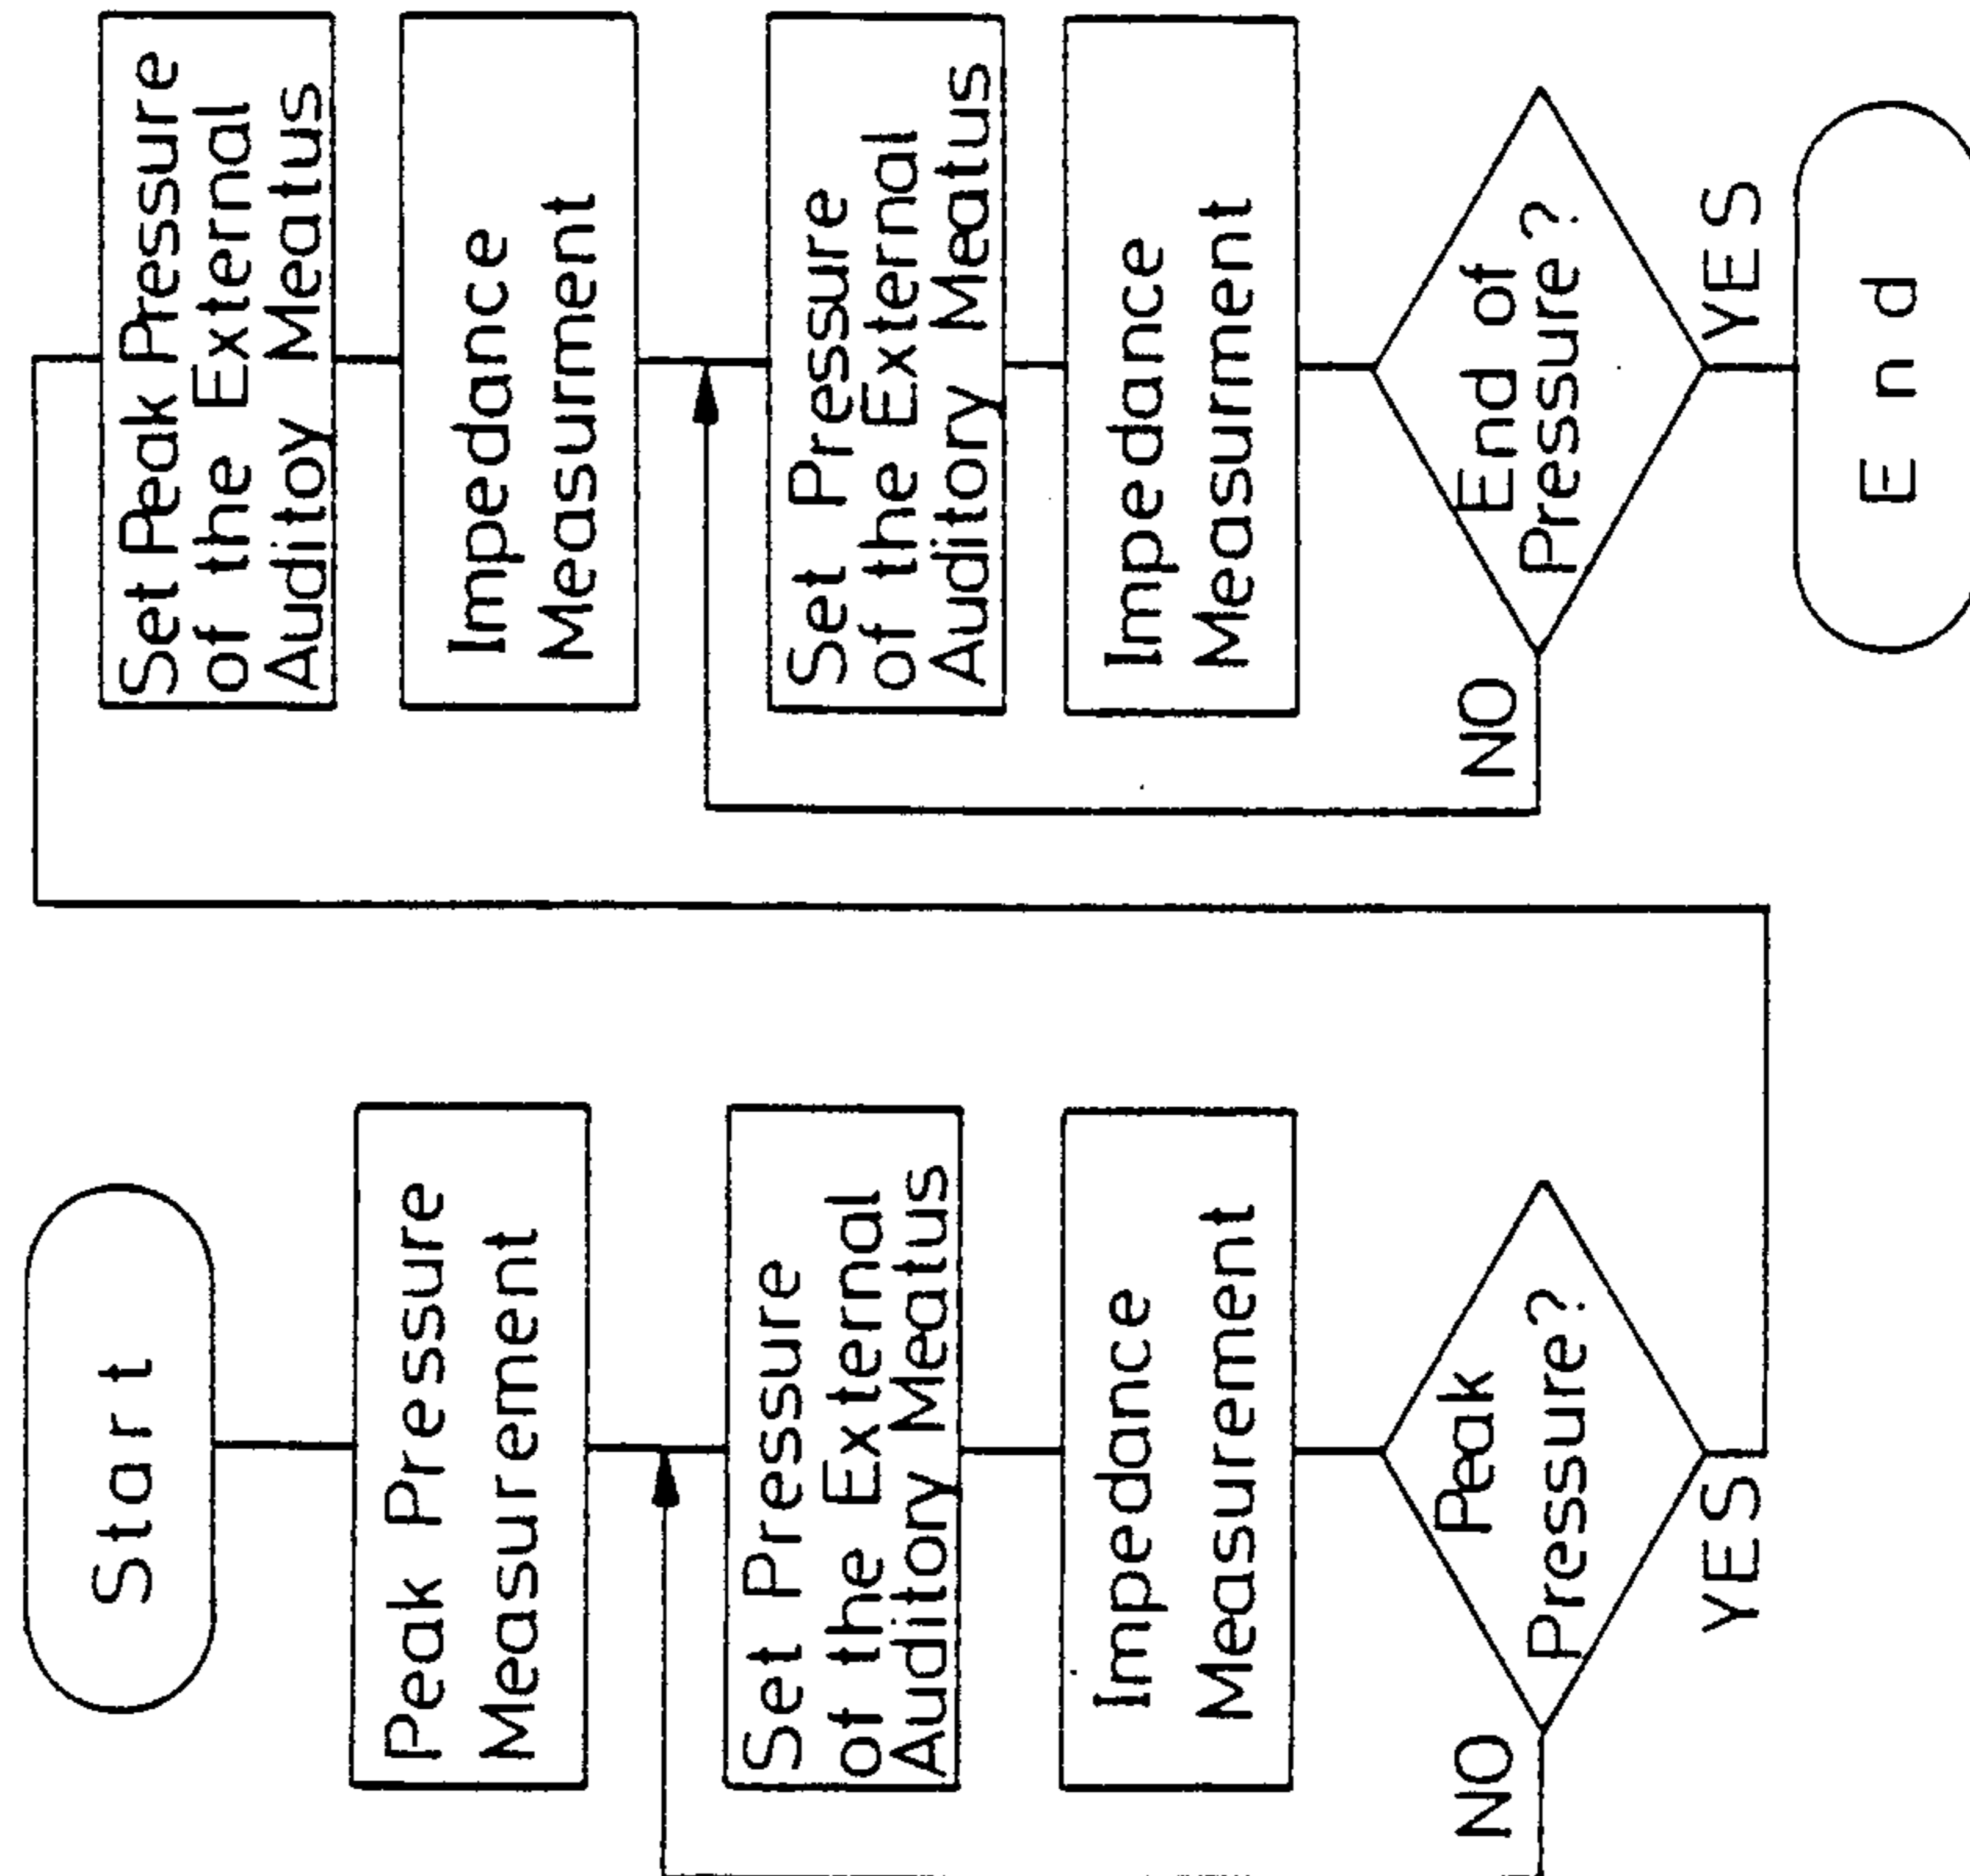 Start
Peak Pressure
Measurement
Set Pressure
of the External
Auditory Meatus
Impedance
Measurement
Peak
Pressure?
NO
YES
Set Peak Pressure
of the External
Auditoy Meatus
Impedance
Measurment
Set Pressure
of the External
Auditory Meatus
Impedance
Measurment
End of
Pressure?
NO
YES
End